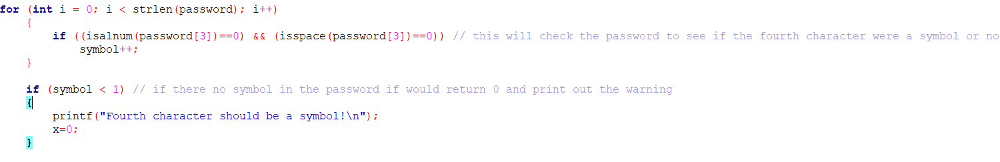 for (int i = 0; i < strlen(password); i++)
{
if ((isalnum(password[3])==0) && (isspace(password[3])==0)) // this will check the password to see if the fourth character were a symbol or no
symbol++;
}
if (symbol < 1) // if there no symbol in the password if would return 0 and print out the warning
{
printf("Fourth character should be a symbol!\n");
x=0;
}